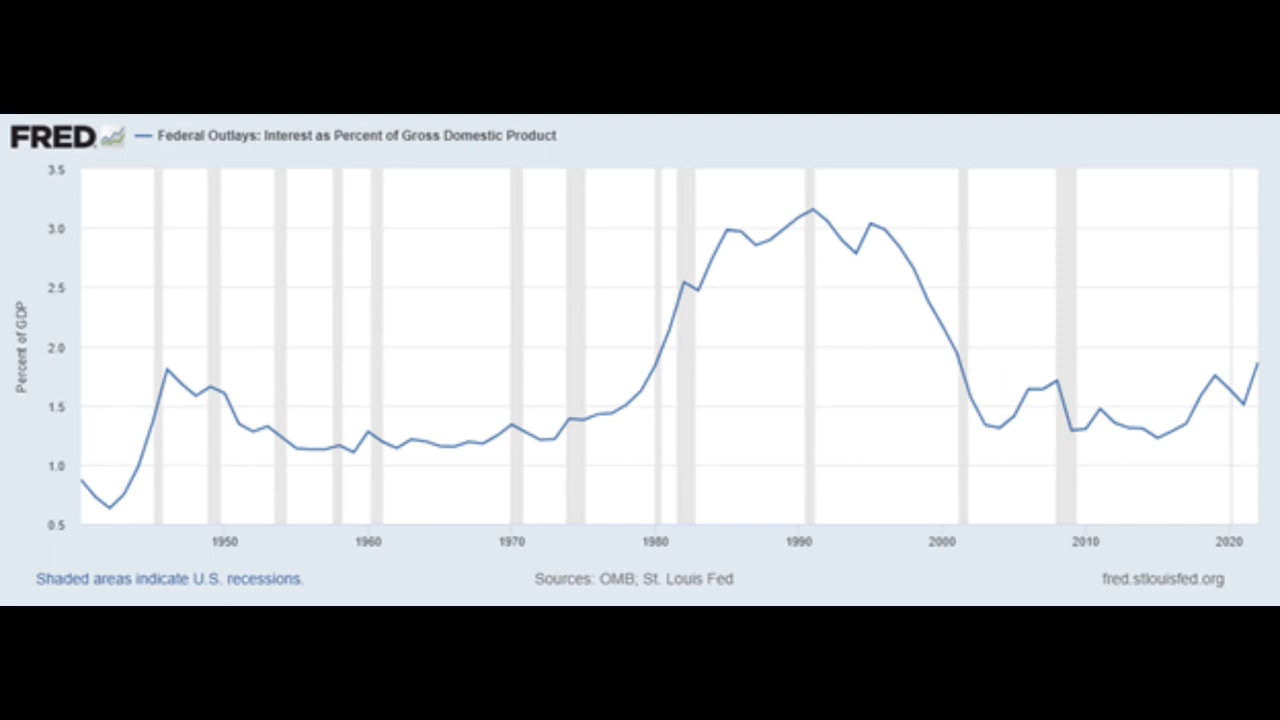 FRED
Federal Outlays: Interest as Percent of Gross Domestic Product
3.5
3.0
2.5
2.0
1.5
1.0
0.5
Percent of GDP
1950 1960 1970 1980 1990 2000 2010 2020
Shaded areas indicate U.S. recessions. Sources: OMB; St. Louis Fed fred.stlouisfed.org